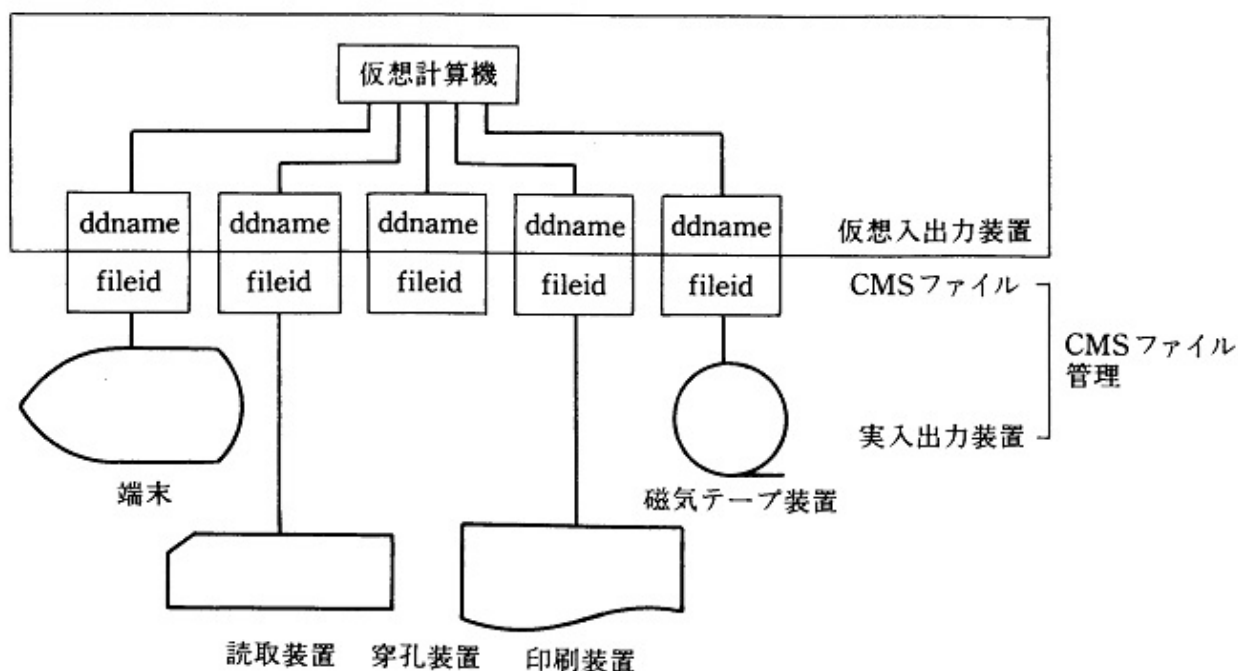 仮想計算機
ddname ddname ddname ddname ddname 仮想入出力装置
fileid fileid fileid fileid fileid CMSファイル
CMSファイル
管理
実入出力装置
端末 磁気テープ装置
読取装置 穿孔装置 印刷装置